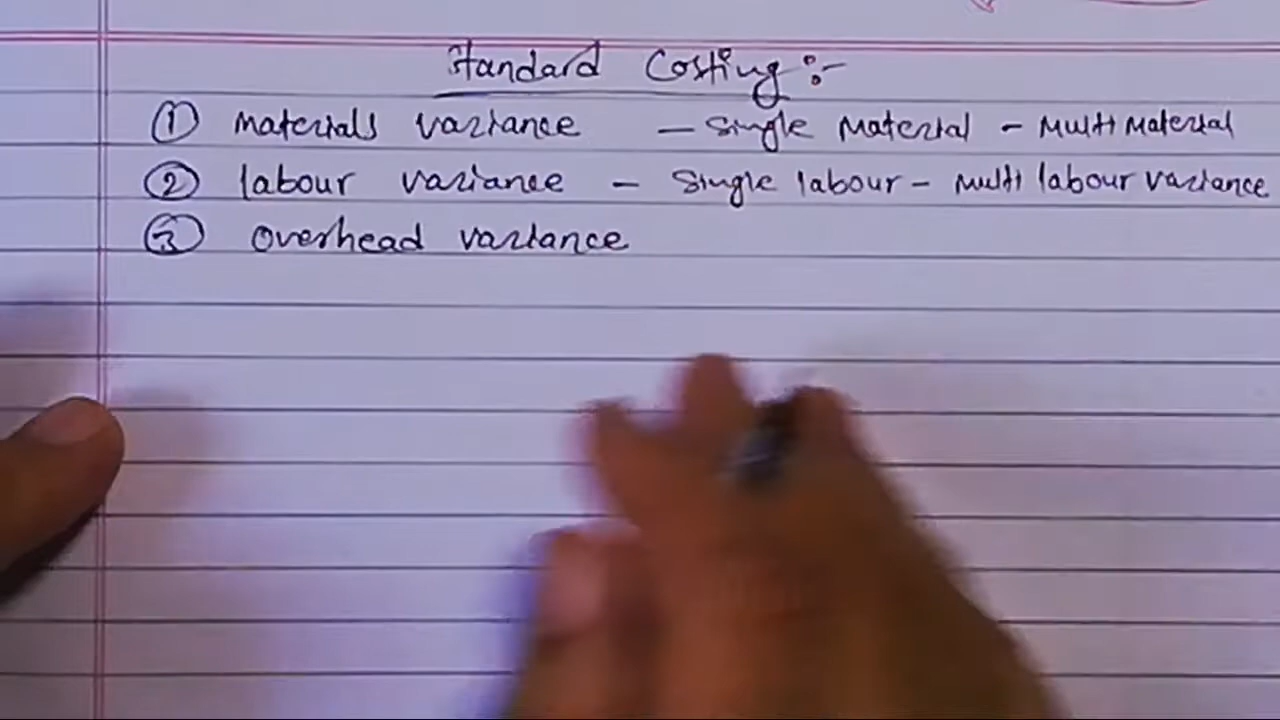 Standard Costing :-
① materials variance - Single Material - Multi Material
② labour variance - Single labour - Multi labour variance
③ overhead variance